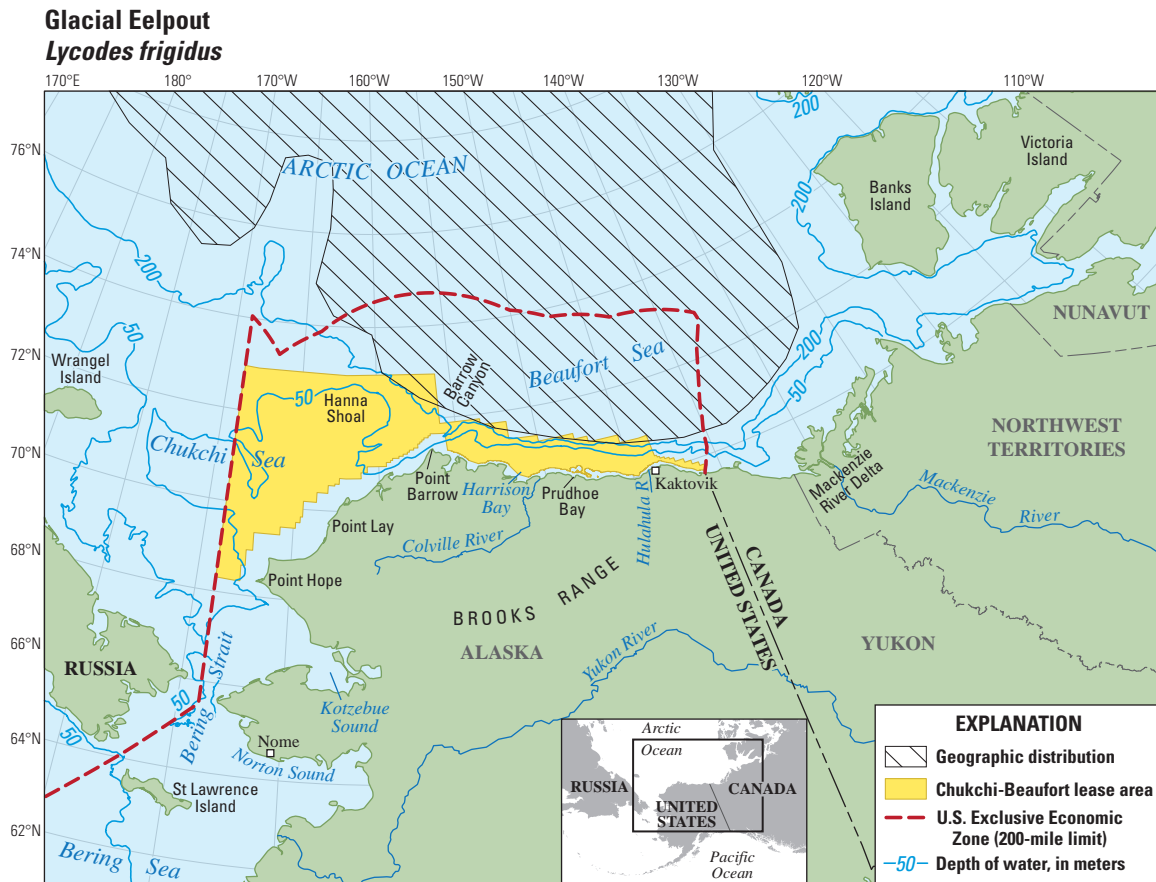 Glacial Eelpout
Lycodes frigidus
170°E
180°
170°W
160°W
150°W
140°W
130°W
120°W
110°W
76°N
74°N
72°N
70°N
68°N
66°N
64°N
62°N
200
200
Victoria
Island
Banks
Island
ARCTIC OCEAN
200
200
50
NUNAVUT
Wrangel
Island
Beaufort Sea
Barrow
Canyon
200
50
50
Hanna
Shoal
Chukchi Sea
50
NORTHWEST
TERRITORIES
Point
Barrow
Harrison
Bay
Prudhoe
Bay
Hulahula R.
Kaktovik
Mackenzie
River Delta
Mackenzie
River
Point Lay
Colville River
Point Hope
BROOKS RANGE
CANADA
UNITED STATES
ALASKA
YUKON
Yukon River
RUSSIA
Bering Strait
50
50
Kotzebue
Sound
Nome
Norton Sound
St Lawrence
Island
Bering Sea
Arctic
Ocean
RUSSIA
CANADA
UNITED
STATES
Pacific
Ocean
EXPLANATION
Geographic distribution
Chukchi-Beaufort lease area
U.S. Exclusive Economic
Zone (200-mile limit)
50
Depth of water, in meters